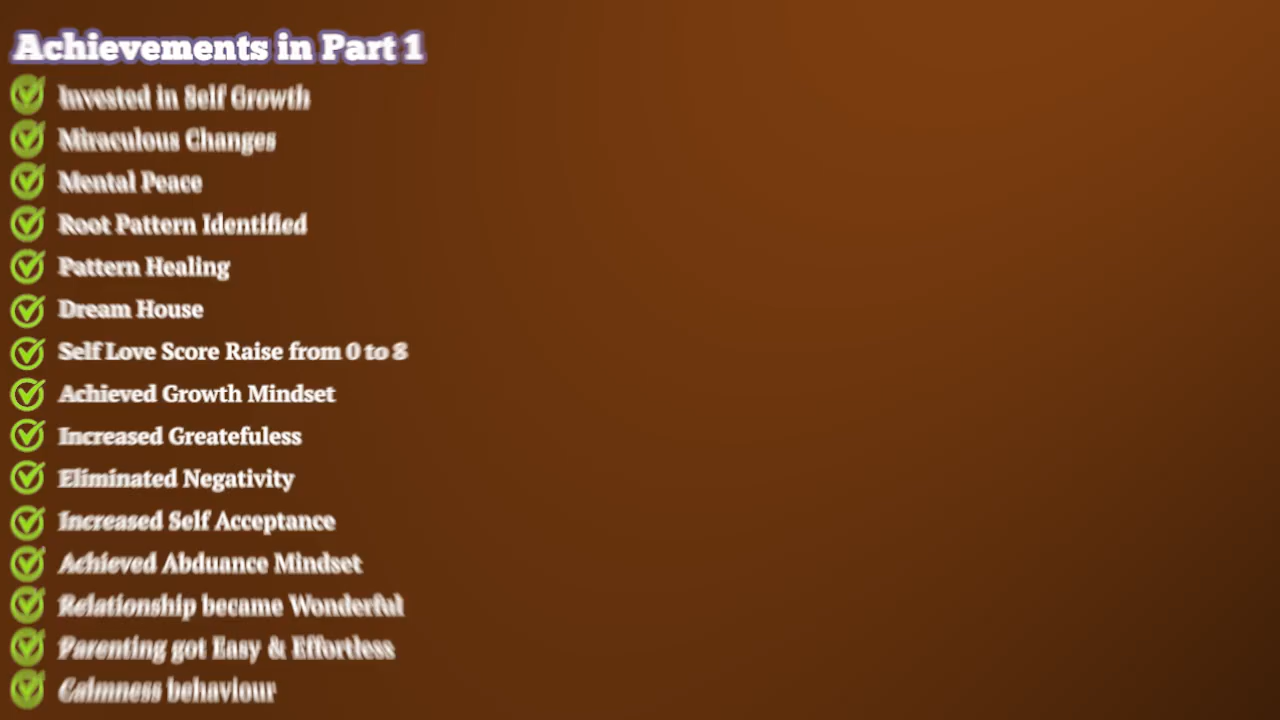 Achievements in Part 1
Invested in Self Growth
Miraculous Changes
Mental Peace
Root Pattern Identified
Pattern Healing
Dream House
Self Love Score Raise from 0 to 8
Achieved Growth Mindset
Increased Greatefuless
Eliminated Negativity
Increased Self Acceptance
Achieved Abduance Mindset
Relationship became Wonderful
Parenting got Easy & Effortless
Calmness behaviour